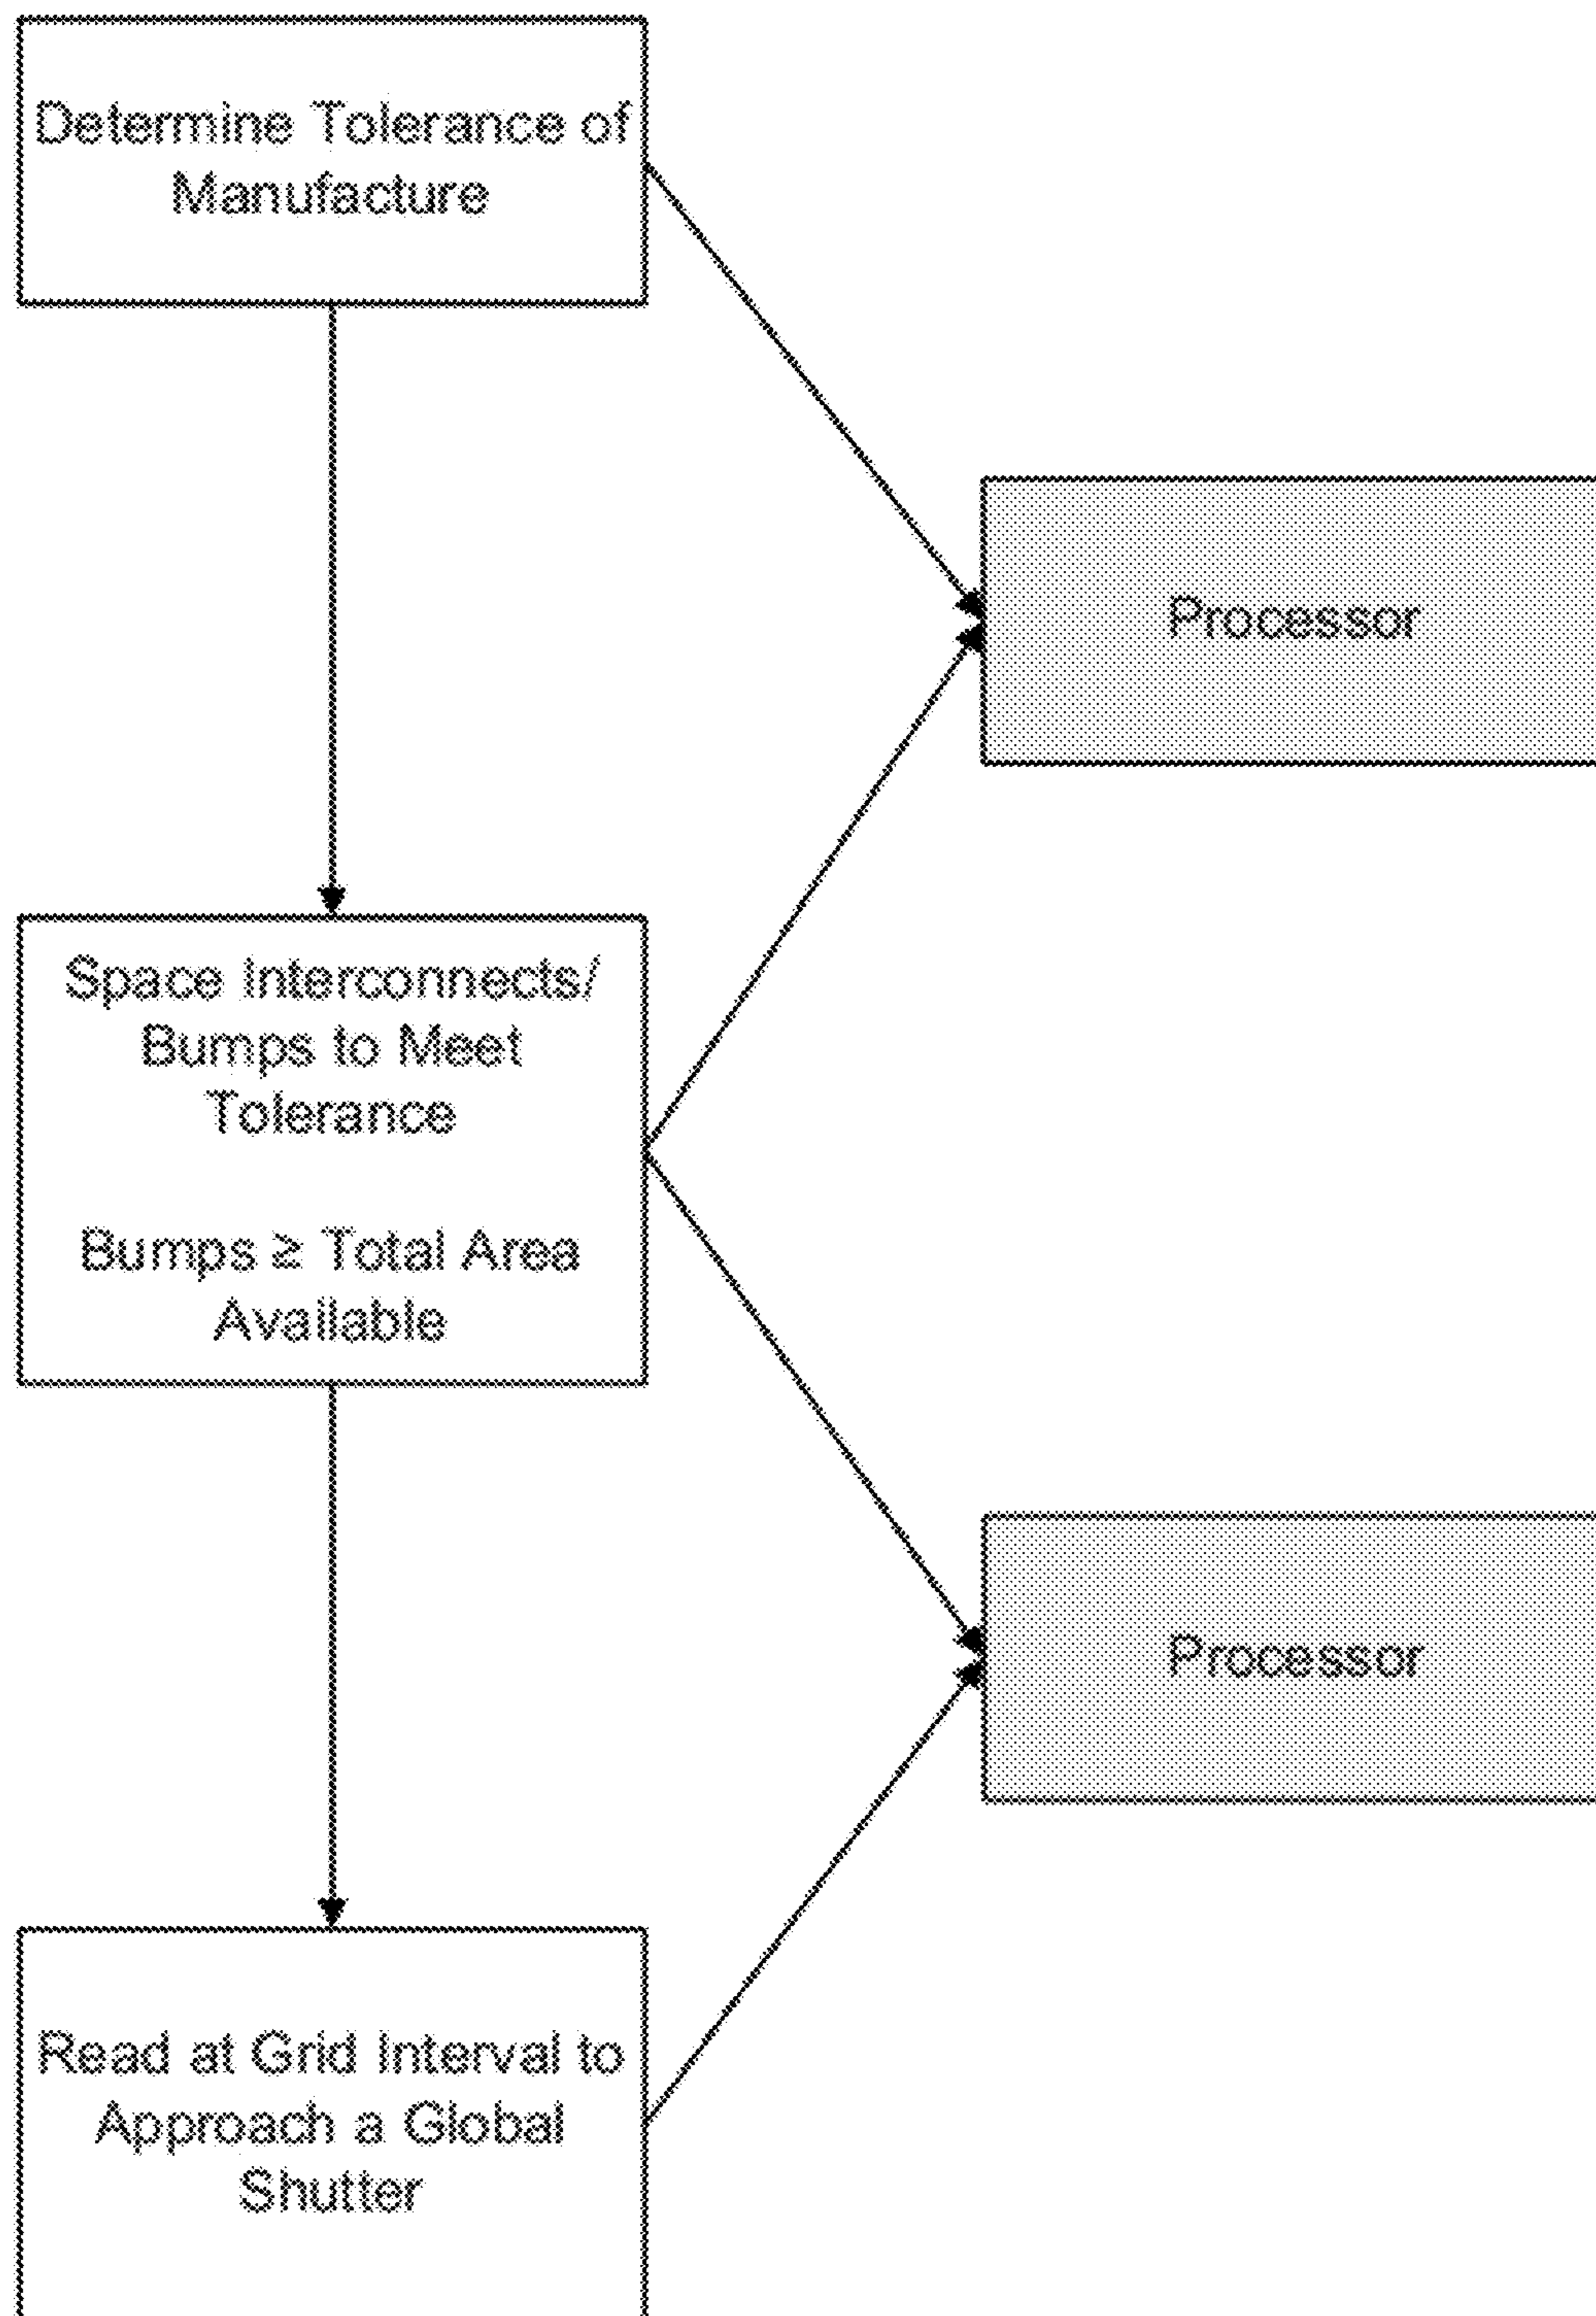 Determine Tolerance of
Manufacture
Processor
Space Interconnects/
Bumps to Meet
Tolerance
Bumps ≥ Total Area
Available
Processor
Read at Grid Interval to
Approach a Global
Shutter